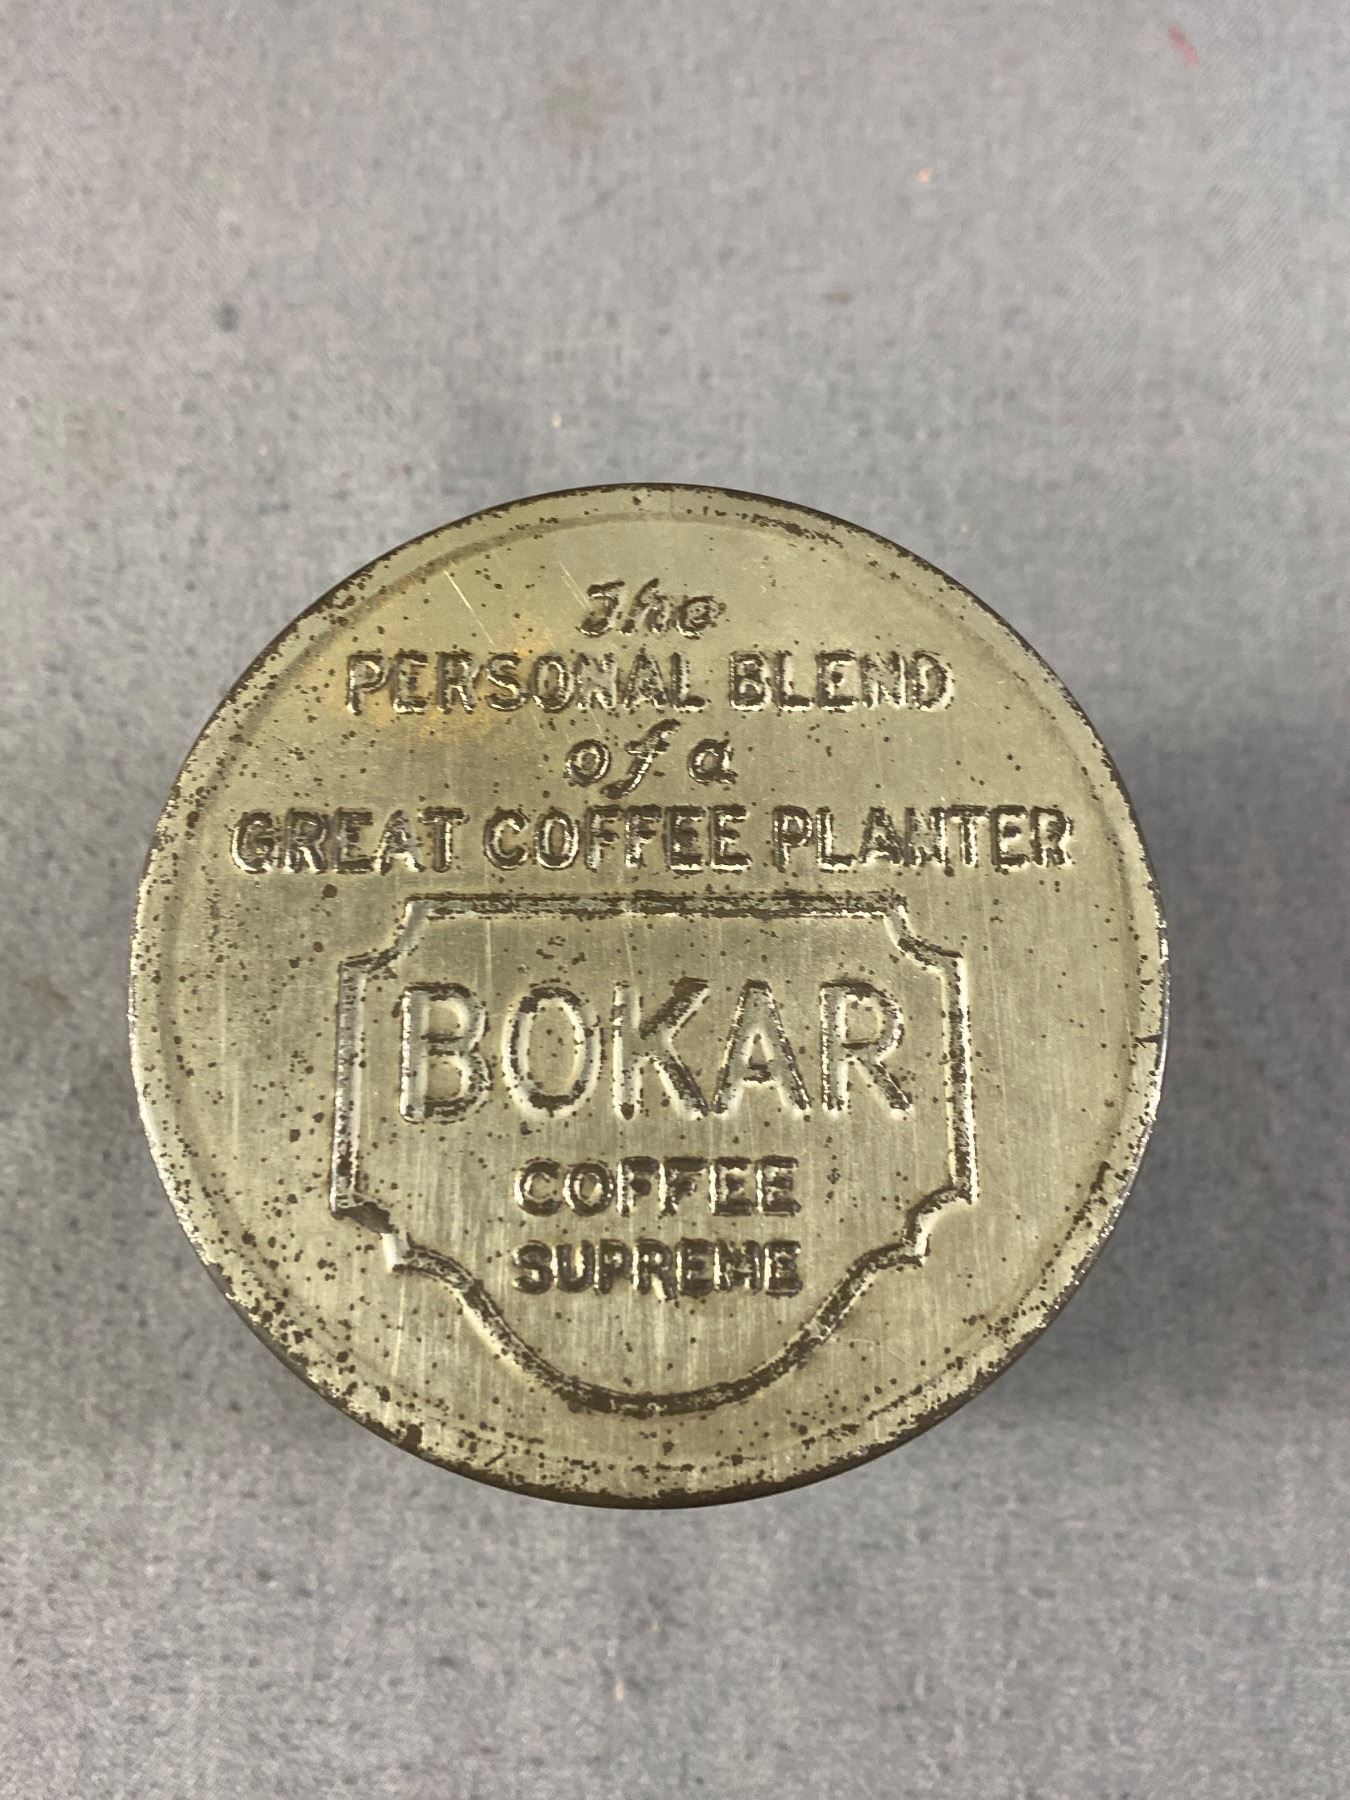 The
PERSONAL BLEND
of a
GREAT COFFEE PLANTER
BOKAR
COFFEE
SUPREME